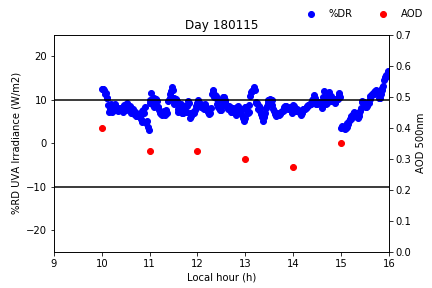 %DR AOD
Day 180115
%RD UVA Irradiance (W/m2)
20
10
0
−10
−20
0.7
0.6
0.5
0.4
0.3
0.2
0.1
0.0
AOD 500nm
9 10 11 12 13 14 15 16
Local hour (h)